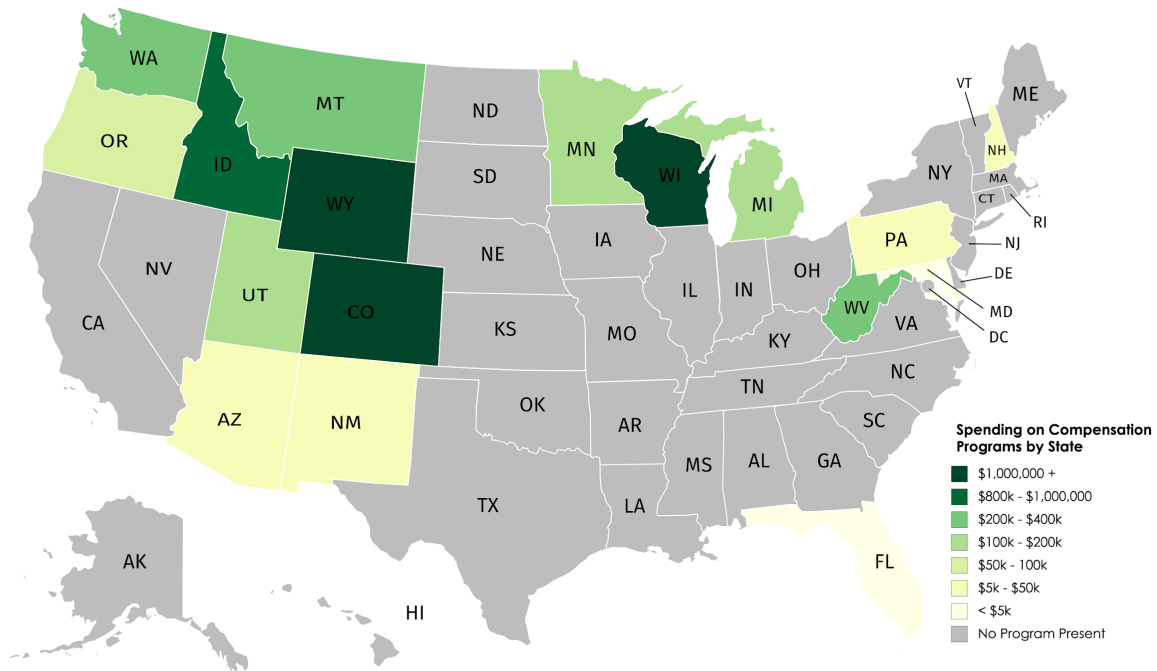 WA
MT
ND
MN
VT
ME
OR
ID
SD
WI
MI
NY
NH
MA
CT
RI
WY
IA
PA
NJ
NV
UT
NE
IL
IN
OH
DE
MD
DC
CA
CO
KS
MO
KY
WV
VA
AZ
NM
OK
AR
TN
NC
SC
MS
AL
GA
TX
LA
AK
HI
FL
Spending on Compensation
Programs by State
$1,000,000 +
$800k - $1,000,000
$200k - $400k
$100k - $200k
$50k - 100k
$5k - $50k
< $5k
No Program Present